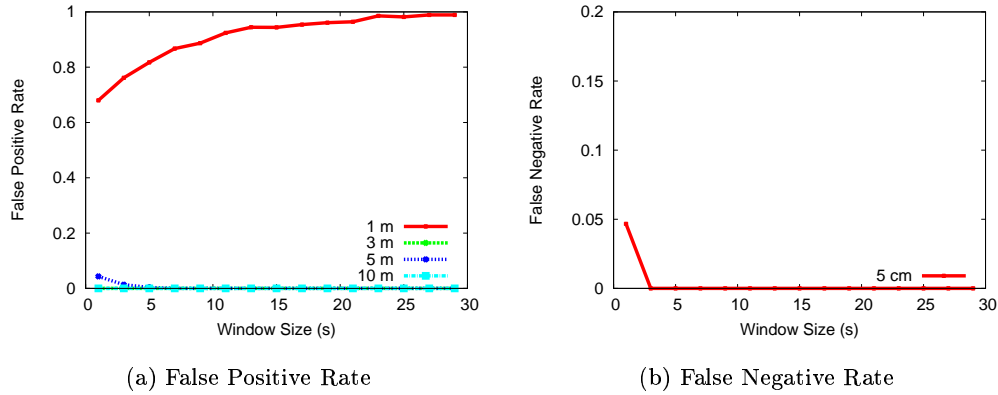 1
0.8
0.6
0.4
0.2
0
False Positive Rate
1 m
3 m
5 m
10 m
0 5 10 15 20 25 30
Window Size (s)
(a) False Positive Rate
0.2
0.15
0.1
0.05
0
False Negative Rate
5 cm
0 5 10 15 20 25 30
Window Size (s)
(b) False Negative Rate